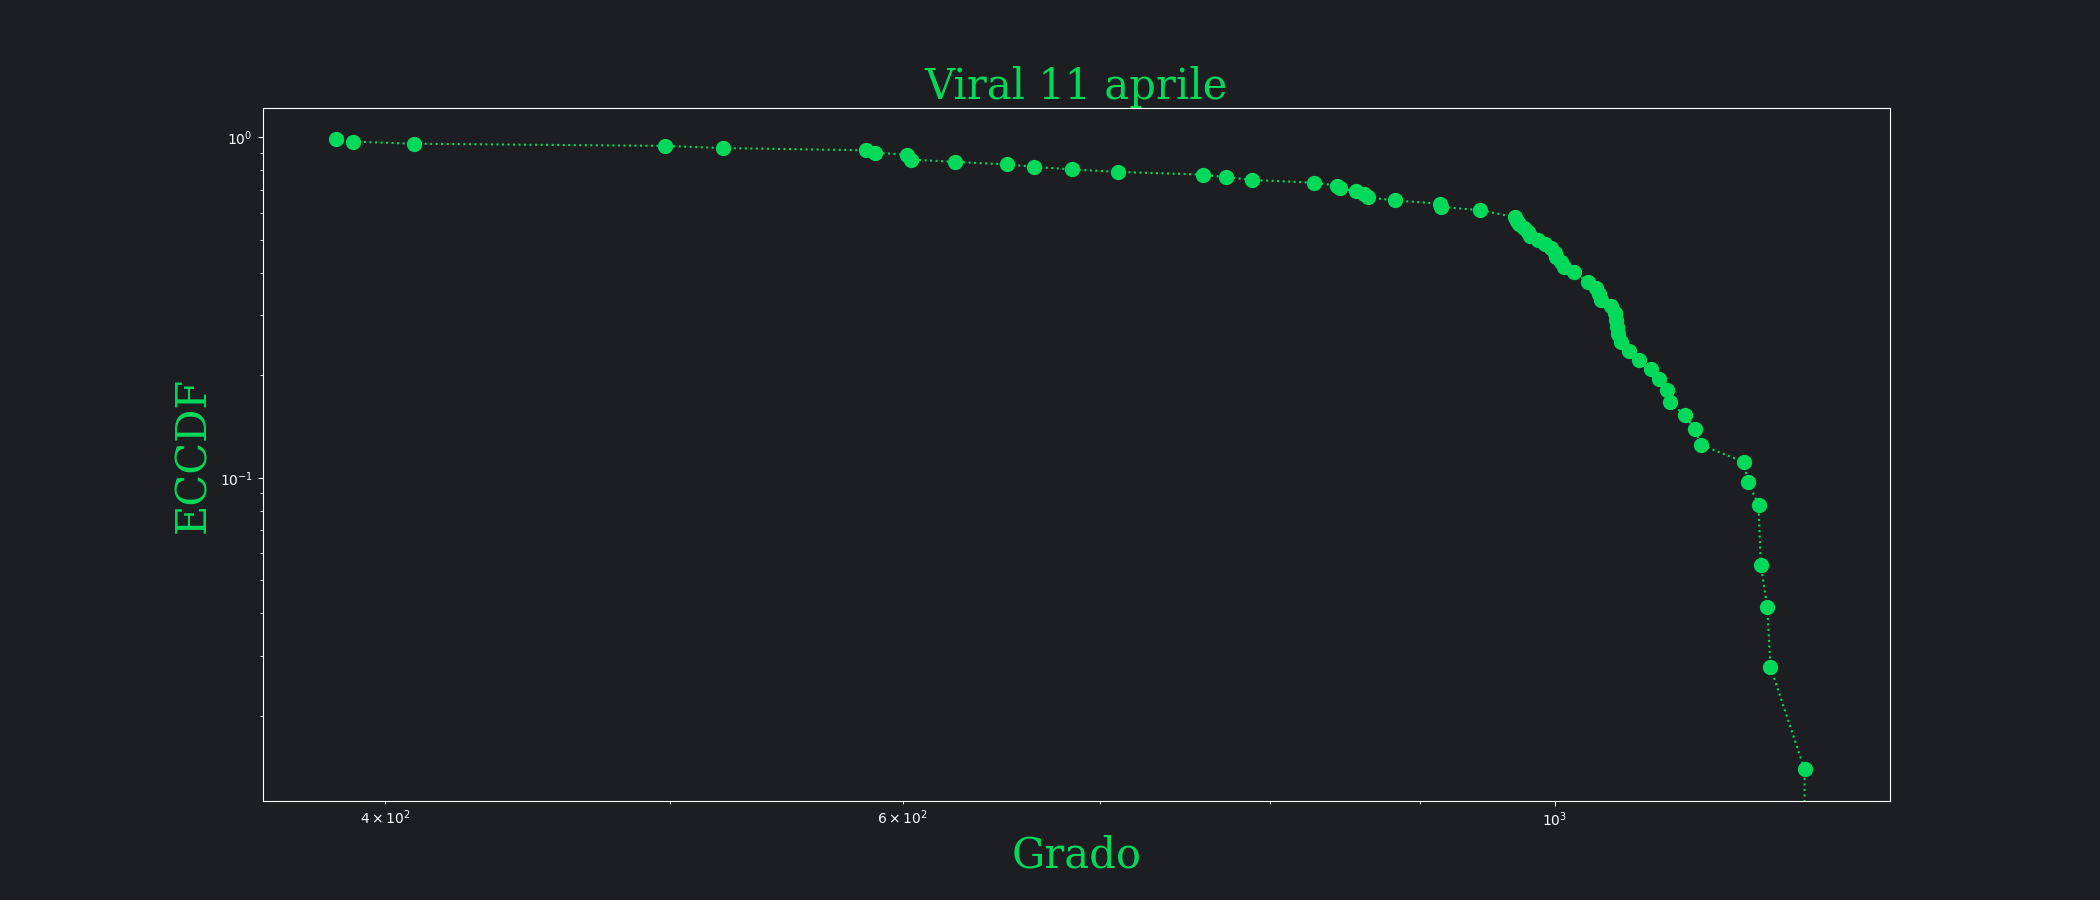 Viral 11 aprile
10⁰
10⁻¹
ECCDF
4 × 10²
6 × 10²
10³
Grado